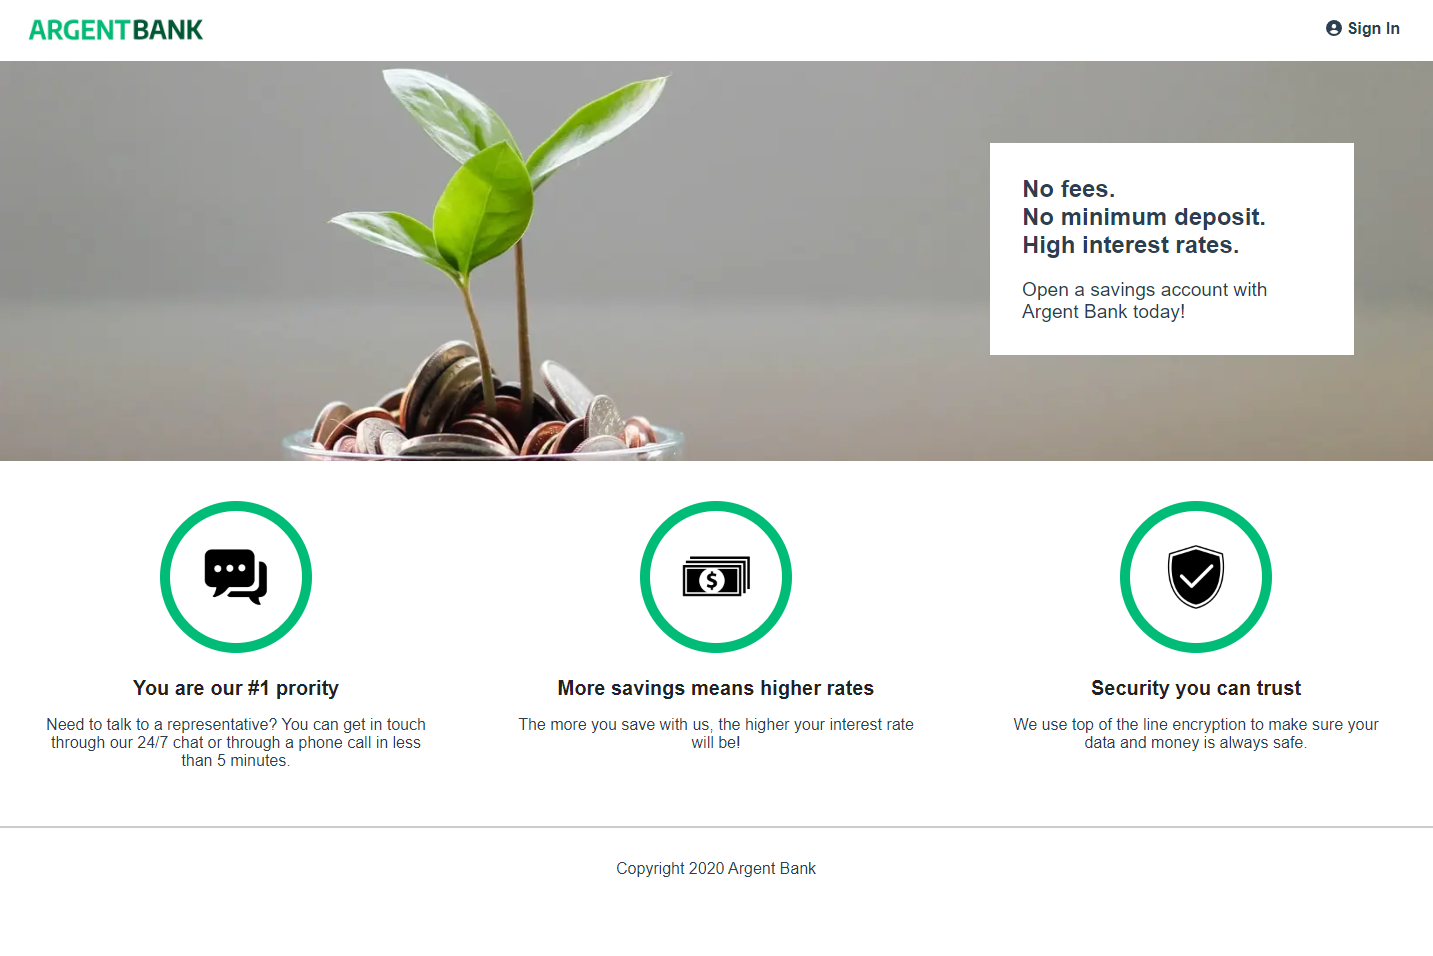 ARGENTBANK
Sign In
No fees.
No minimum deposit.
High interest rates.
Open a savings account with
Argent Bank today!
You are our #1 prority
Need to talk to a representative? You can get in touch
through our 24/7 chat or through a phone call in less
than 5 minutes.
More savings means higher rates
The more you save with us, the higher your interest rate
will be!
Security you can trust
We use top of the line encryption to make sure your
data and money is always safe.
Copyright 2020 Argent Bank